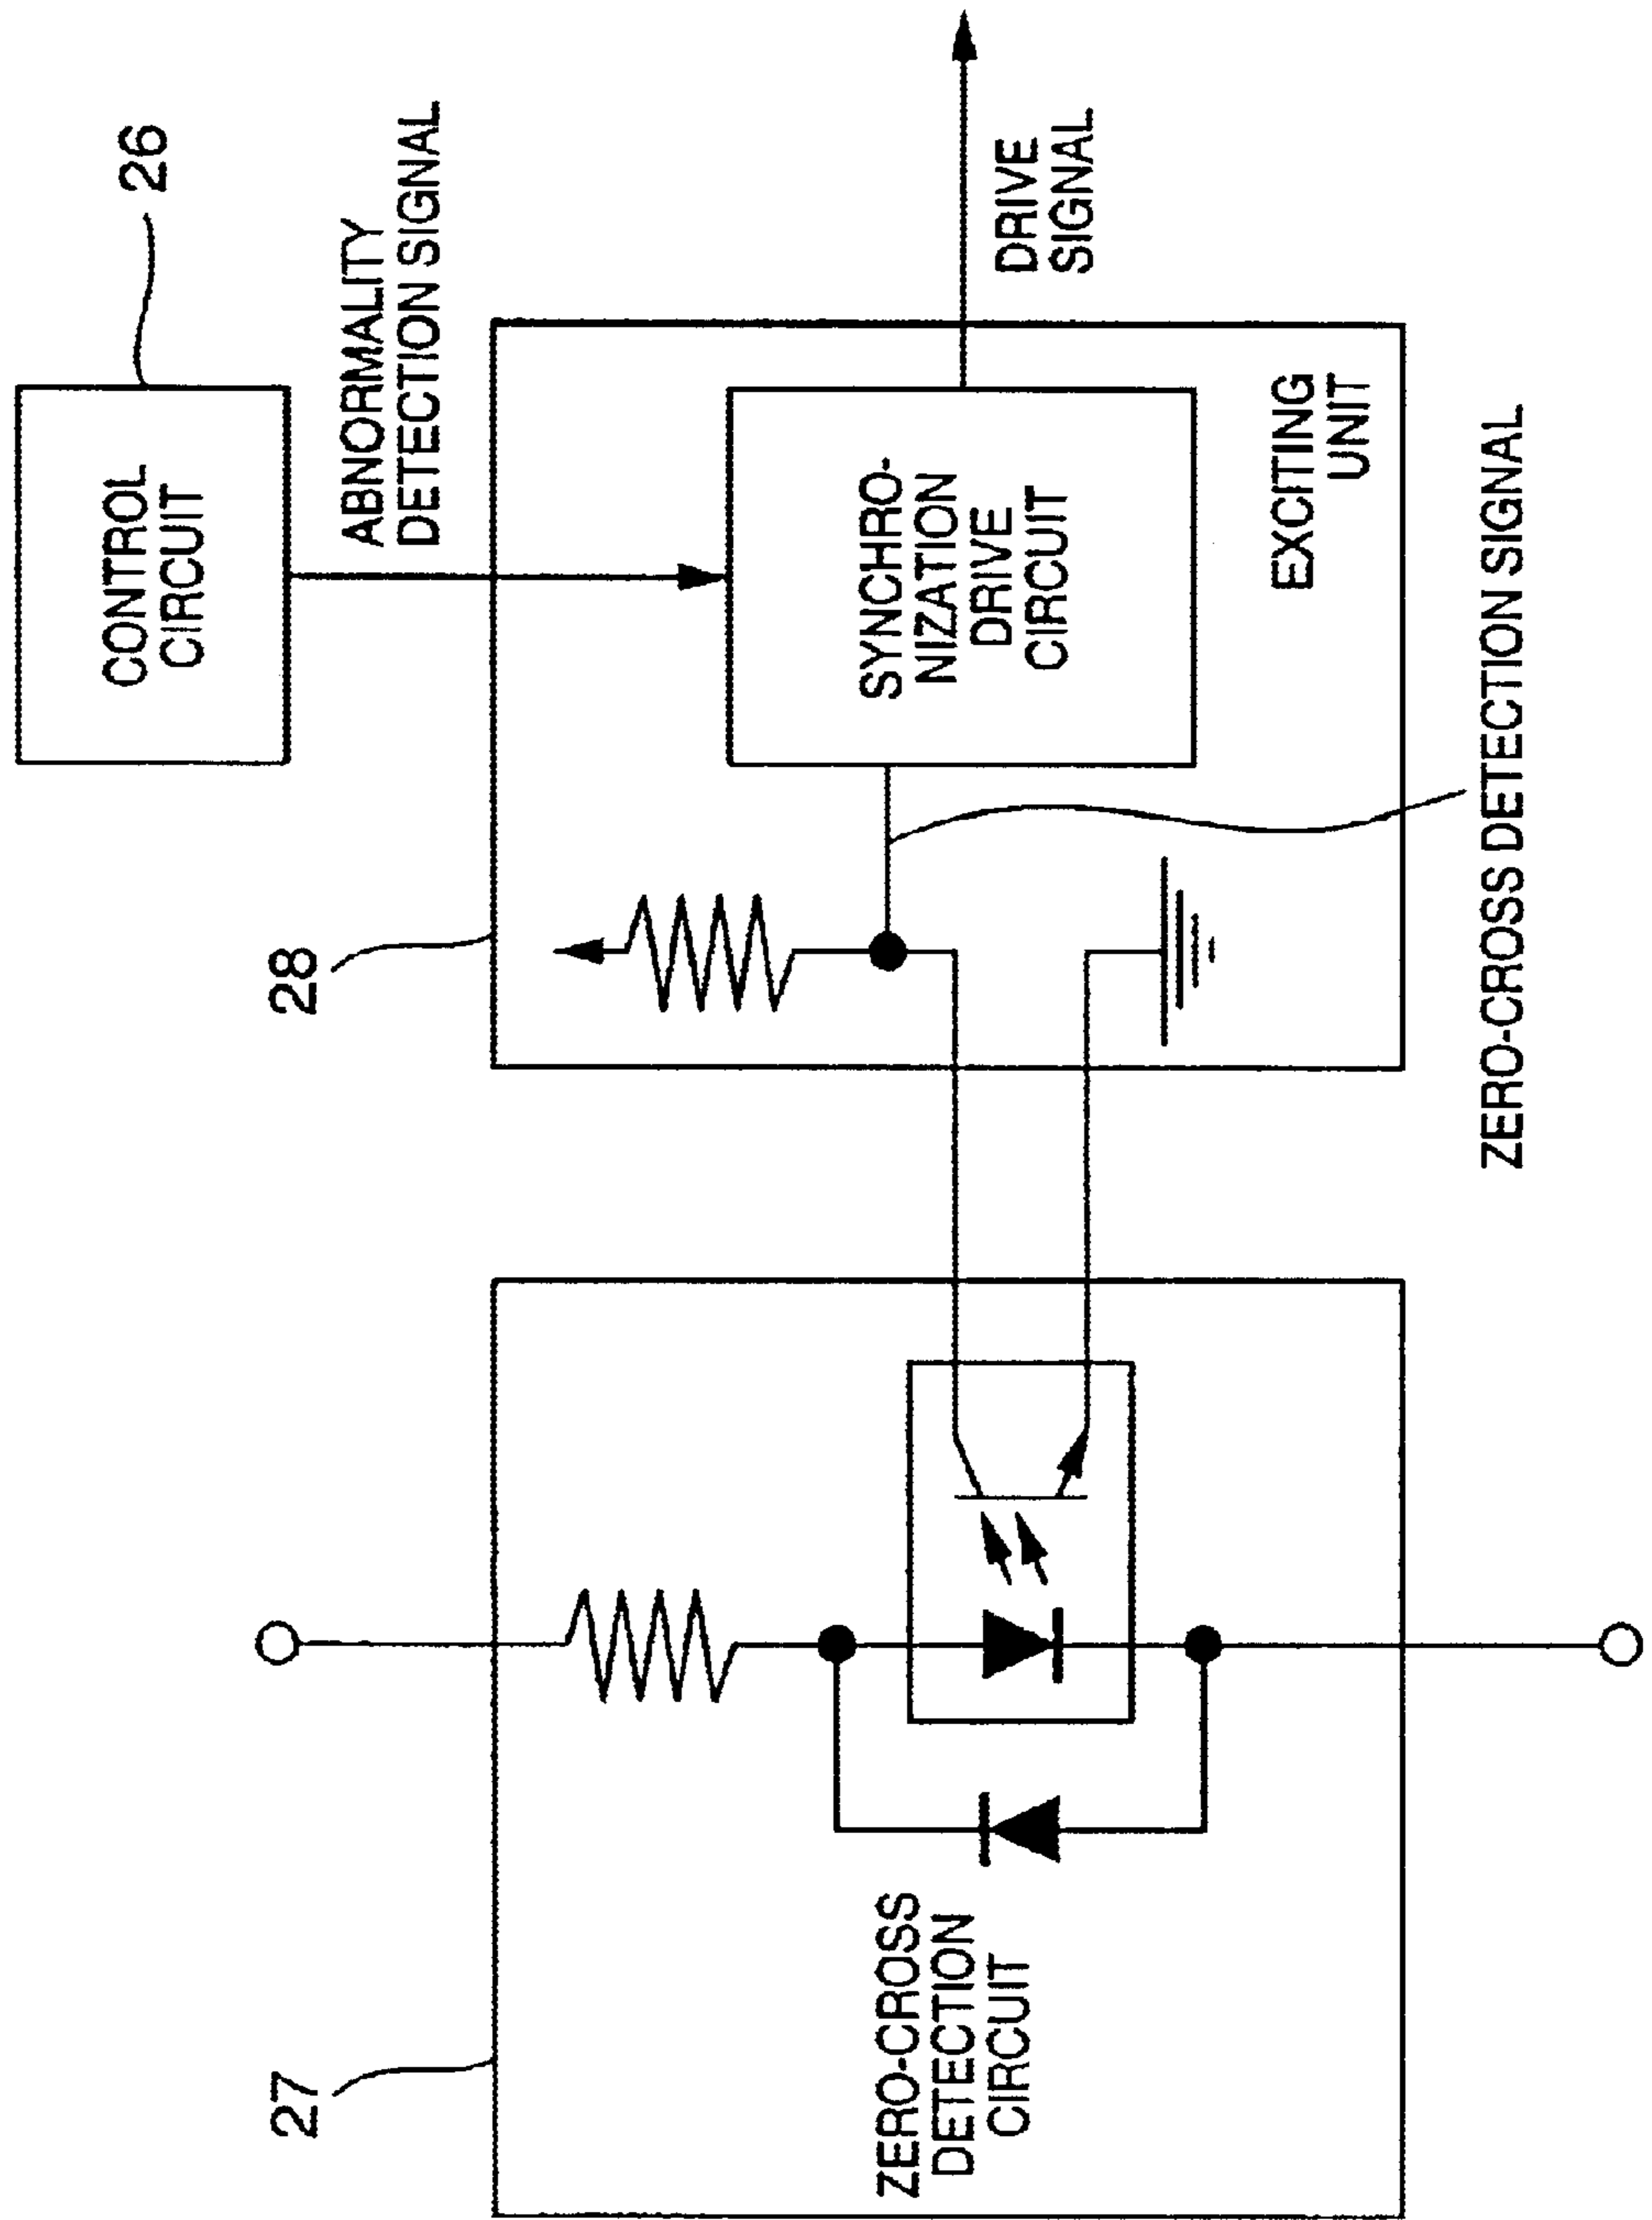 26
CONTROL
CIRCUIT
ABNORMALITY
DETECTION SIGNAL
28
SYNCHRO-
NIZATION
DRIVE
CIRCUIT
DRIVE
SIGNAL
EXCITING
UNIT
27
ZERO-CROSS
DETECTION
CIRCUIT
ZERO-CROSS DETECTION SIGNAL